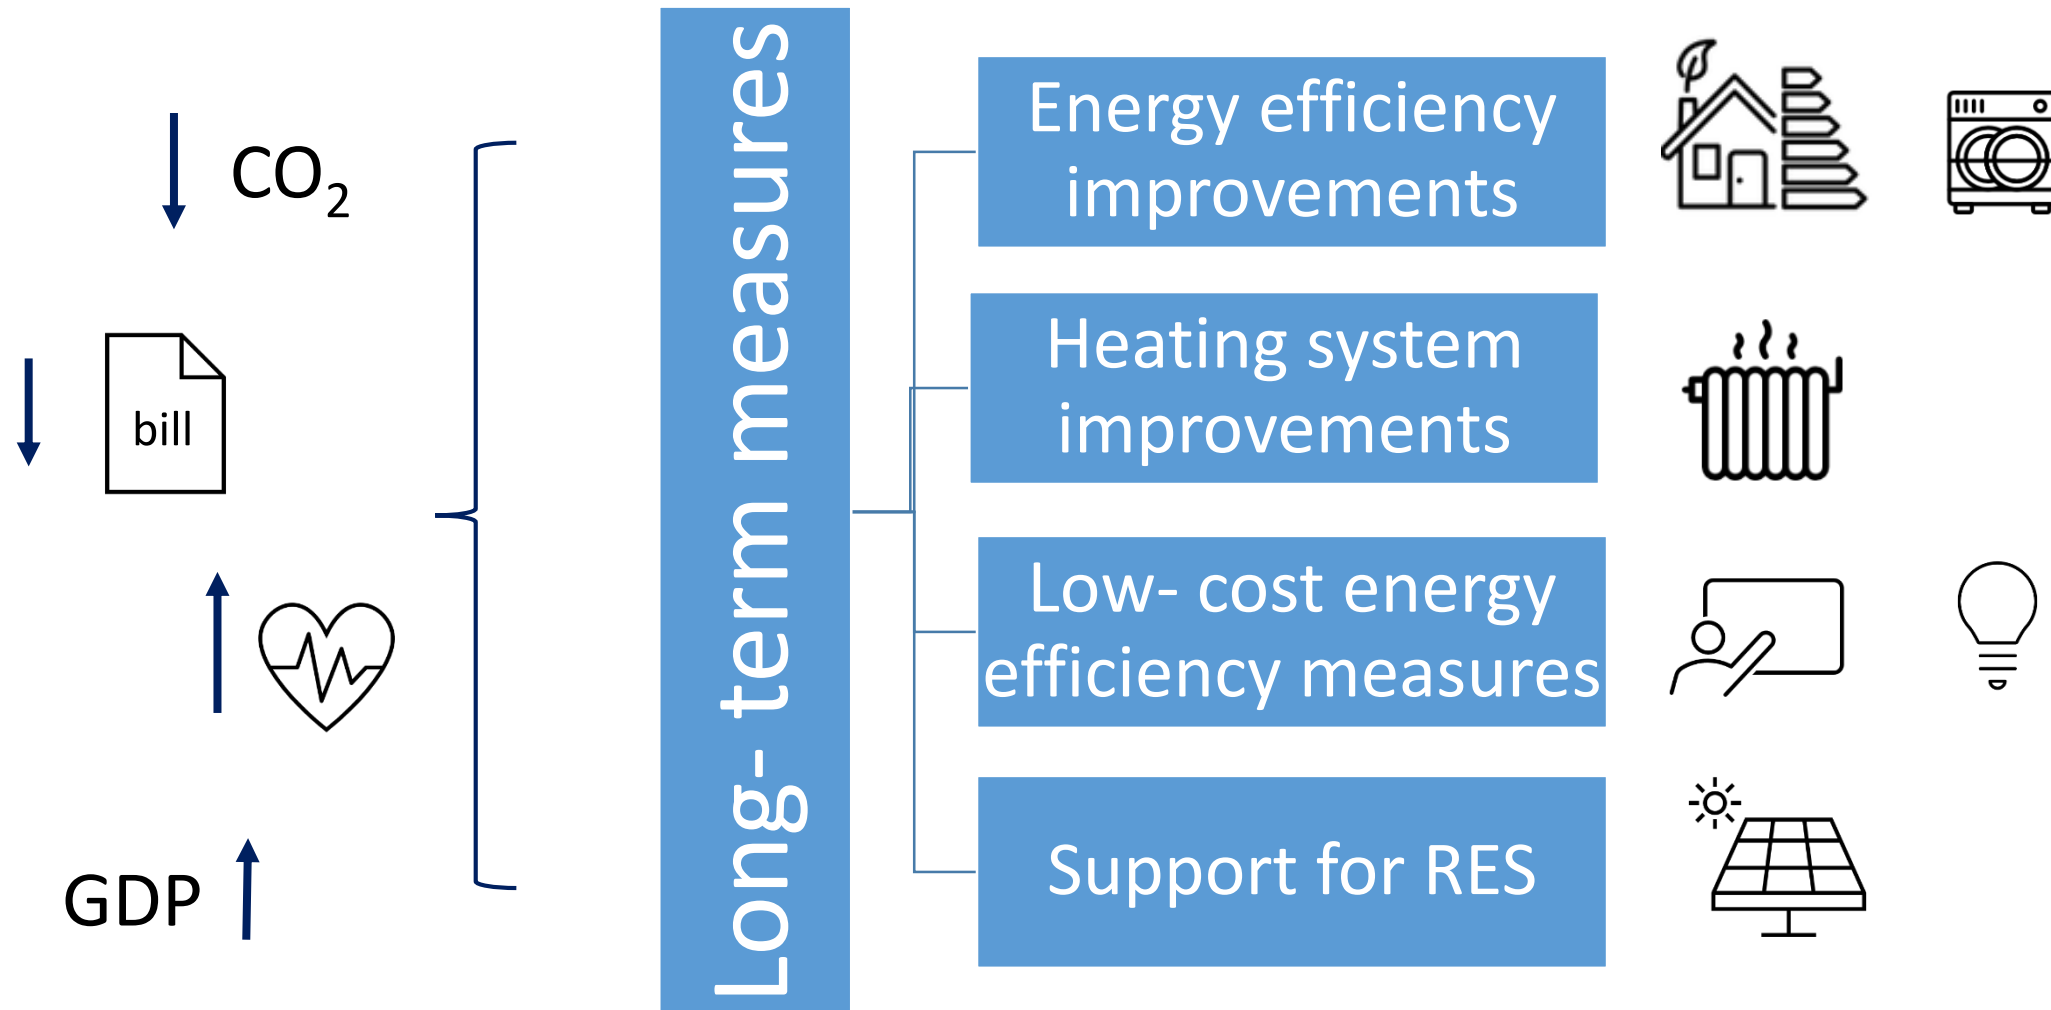 CO₂
bill
GDP
Long- term measures
Energy efficiency
improvements
Heating system
improvements
Low- cost energy
efficiency measures
Support for RES